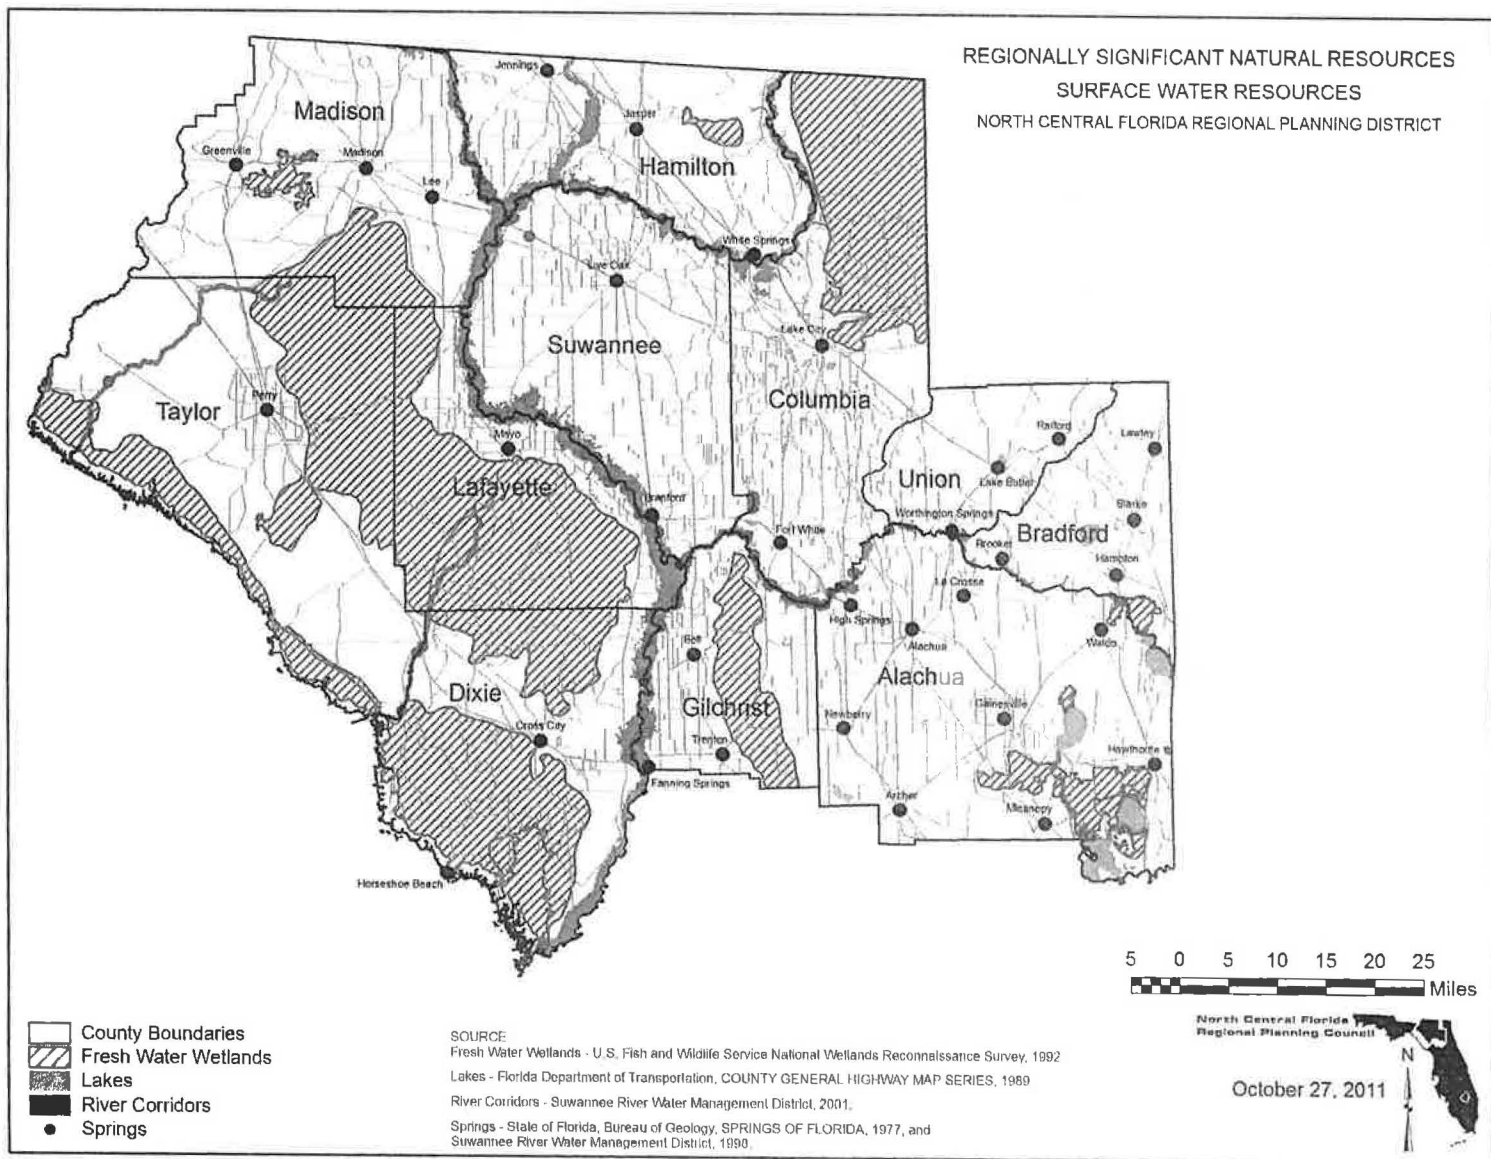 REGIONALLY SIGNIFICANT NATURAL RESOURCES
SURFACE WATER RESOURCES
NORTH CENTRAL FLORIDA REGIONAL PLANNING DISTRICT
Jennings
Madison
Jasper
Greenville
Madison
Hamilton
Lee
White Springs
Live Oak
Lake City
Suwannee
Columbia
Perry
Taylor
Mayo
Raiford
Lawtey
Lafayette
Union
Lake Butler
Branford
Worthington Springs
Starke
Fort White
Bradford
Brooker
Hampton
La Crosse
High Springs
Waldo
Bell
Alachua
Alachua
Dixie
Gilchrist
Newberry
Gainesville
Cross City
Trenton
Hawthorne
Fanning Springs
Archer
Micanopy
Horseshoe Beach
5 0 5 10 15 20 25
Miles
County Boundaries
Fresh Water Wetlands
Lakes
River Corridors
Springs
SOURCE
Fresh Water Wetlands - U.S. Fish and Wildlife Service National Wetlands Reconnaissance Survey, 1992
Lakes - Florida Department of Transportation, COUNTY GENERAL HIGHWAY MAP SERIES, 1989
River Corridors - Suwannee River Water Management District, 2001.
Springs - State of Florida, Bureau of Geology, SPRINGS OF FLORIDA, 1977, and
Suwannee River Water Management District, 1998.
North Central Florida
Regional Planning Council
N
October 27, 2011